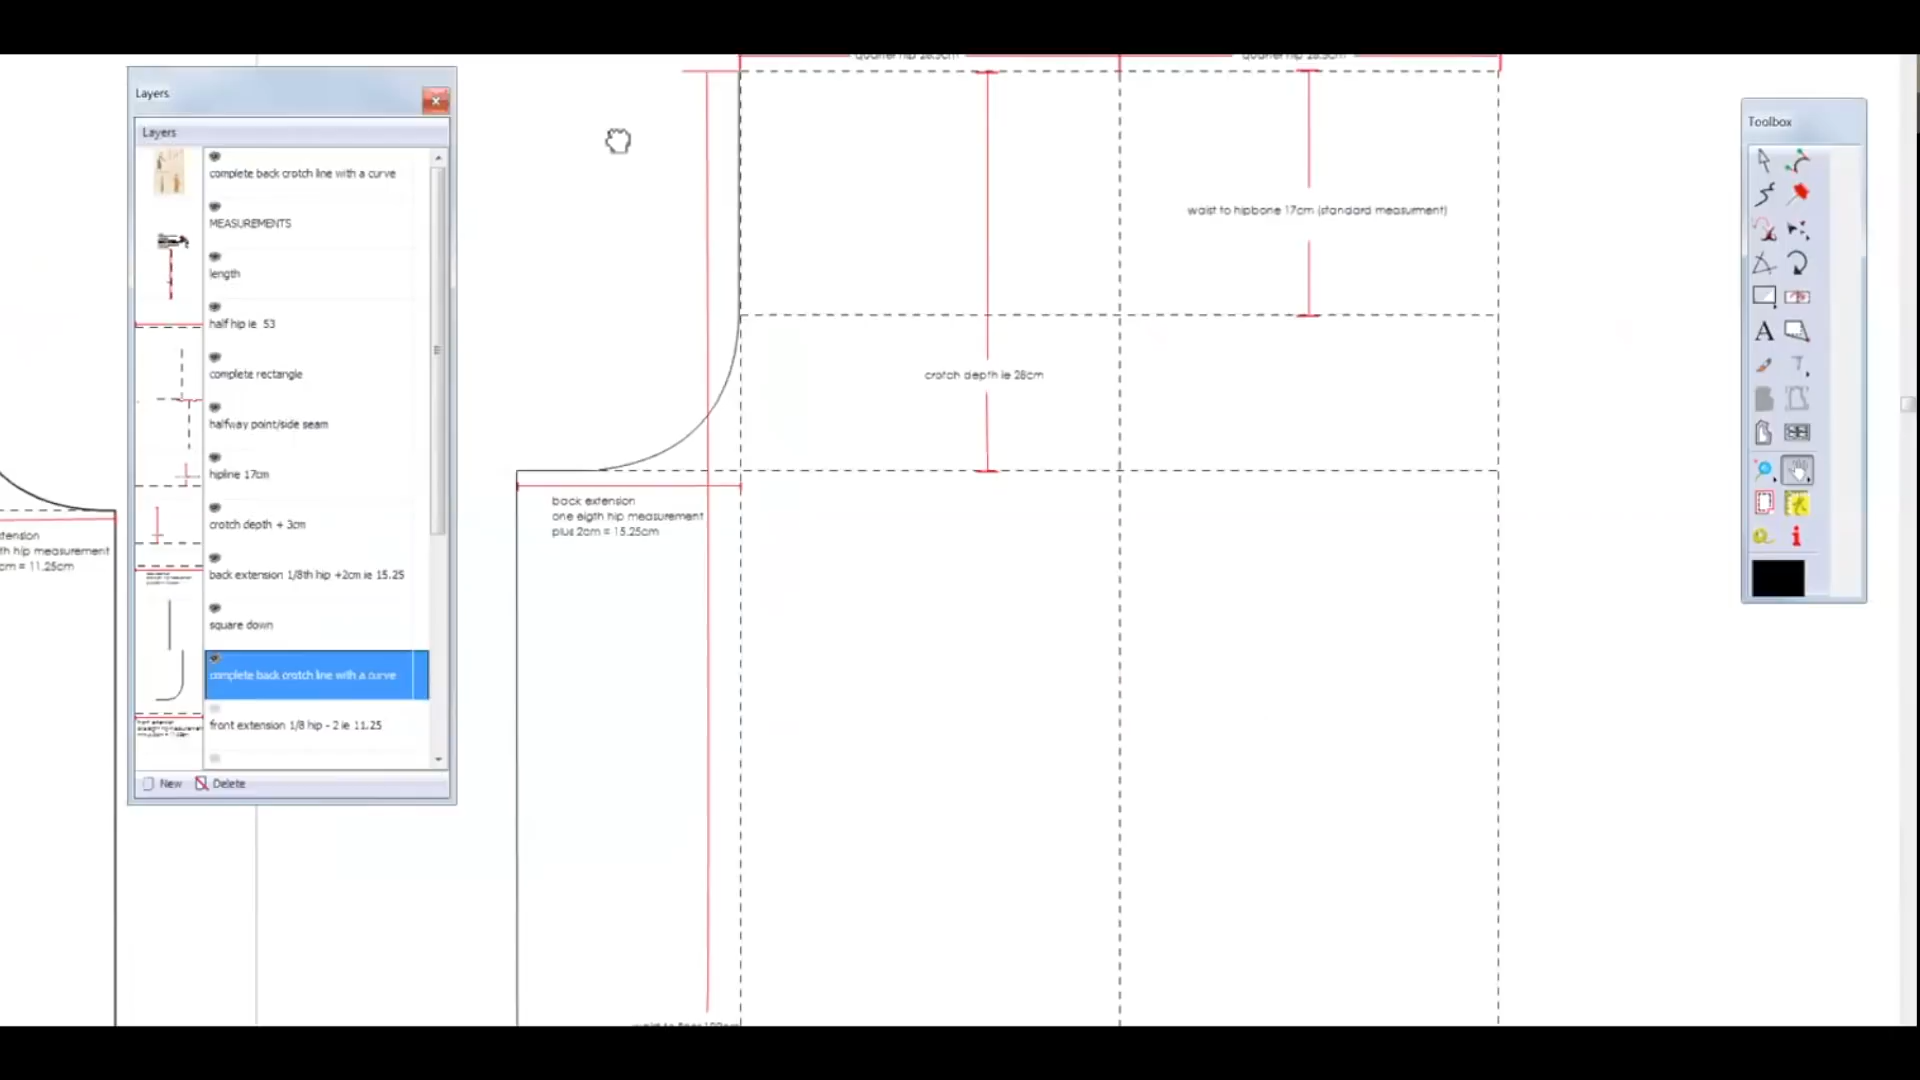 Layers
Layers
complete back crotch line with a curve
MEASUREMENTS
length
half hip ie 53
complete rectangle
halfway point/side seam
hipline 17cm
crotch depth + 3cm
back extension 1/8th hip +2cm ie 15.25
square down
complete back crotch line with a curve
front extension 1/8 hip - 2 ie 11.25
New Delete
tension
th hip measurement
cm = 11.25cm
waist to hipbone 17cm (standard measurment)
crotch depth ie 28cm
back extension
one eigth hip measurement
plus 2cm = 15.25cm
Toolbox